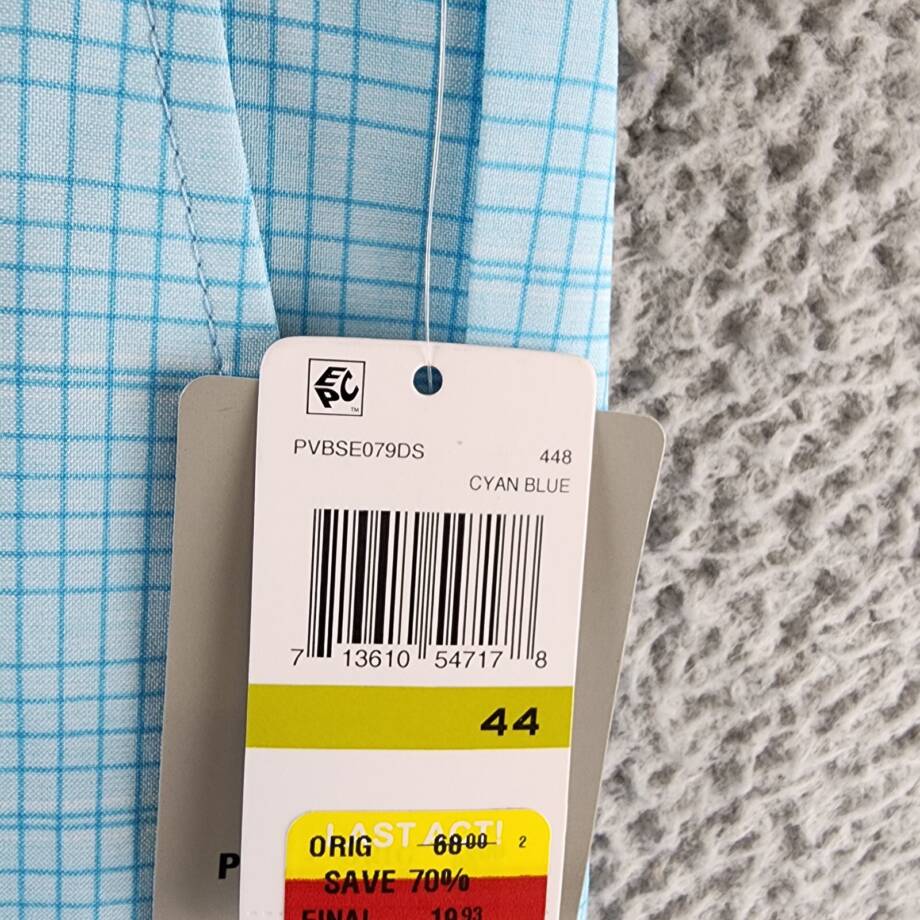 EPC
TM
PVBSE079DS 448
CYAN BLUE
7 13610 54717 8
44
LAST ACT!
ORIG 68 00 2
SAVE 70%
FINAL 19 93
P